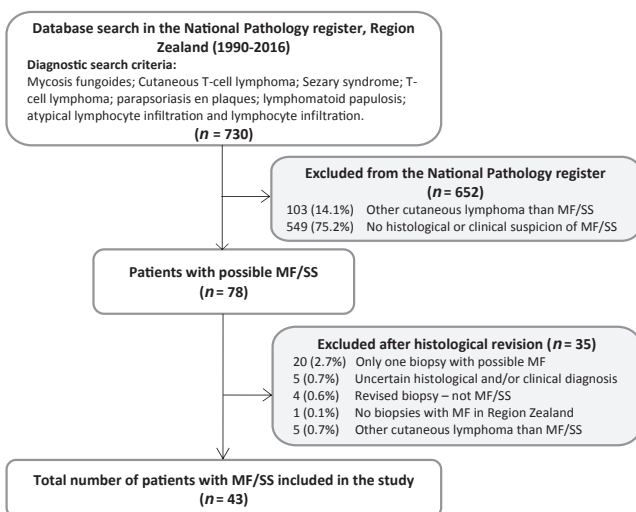 Database search in the National Pathology register, Region
Zealand (1990-2016)
Diagnostic search criteria:
Mycosis fungoides; Cutaneous T-cell lymphoma; Sezary syndrome; T-
cell lymphoma; parapsoriasis en plaques; lymphomatoid papulosis;
atypical lymphocyte infiltration and lymphocyte infiltration.
(n = 730)
Excluded from the National Pathology register
(n = 652)
103 (14.1%) Other cutaneous lymphoma than MF/SS
549 (75.2%) No histological or clinical suspicion of MF/SS
Patients with possible MF/SS
(n = 78)
Excluded after histological revision (n = 35)
20 (2.7%) Only one biopsy with possible MF
5 (0.7%) Uncertain histological and/or clinical diagnosis
4 (0.6%) Revised biopsy – not MF/SS
1 (0.1%) No biopsies with MF in Region Zealand
5 (0.7%) Other cutaneous lymphoma than MF/SS
Total number of patients with MF/SS included in the study
(n = 43)